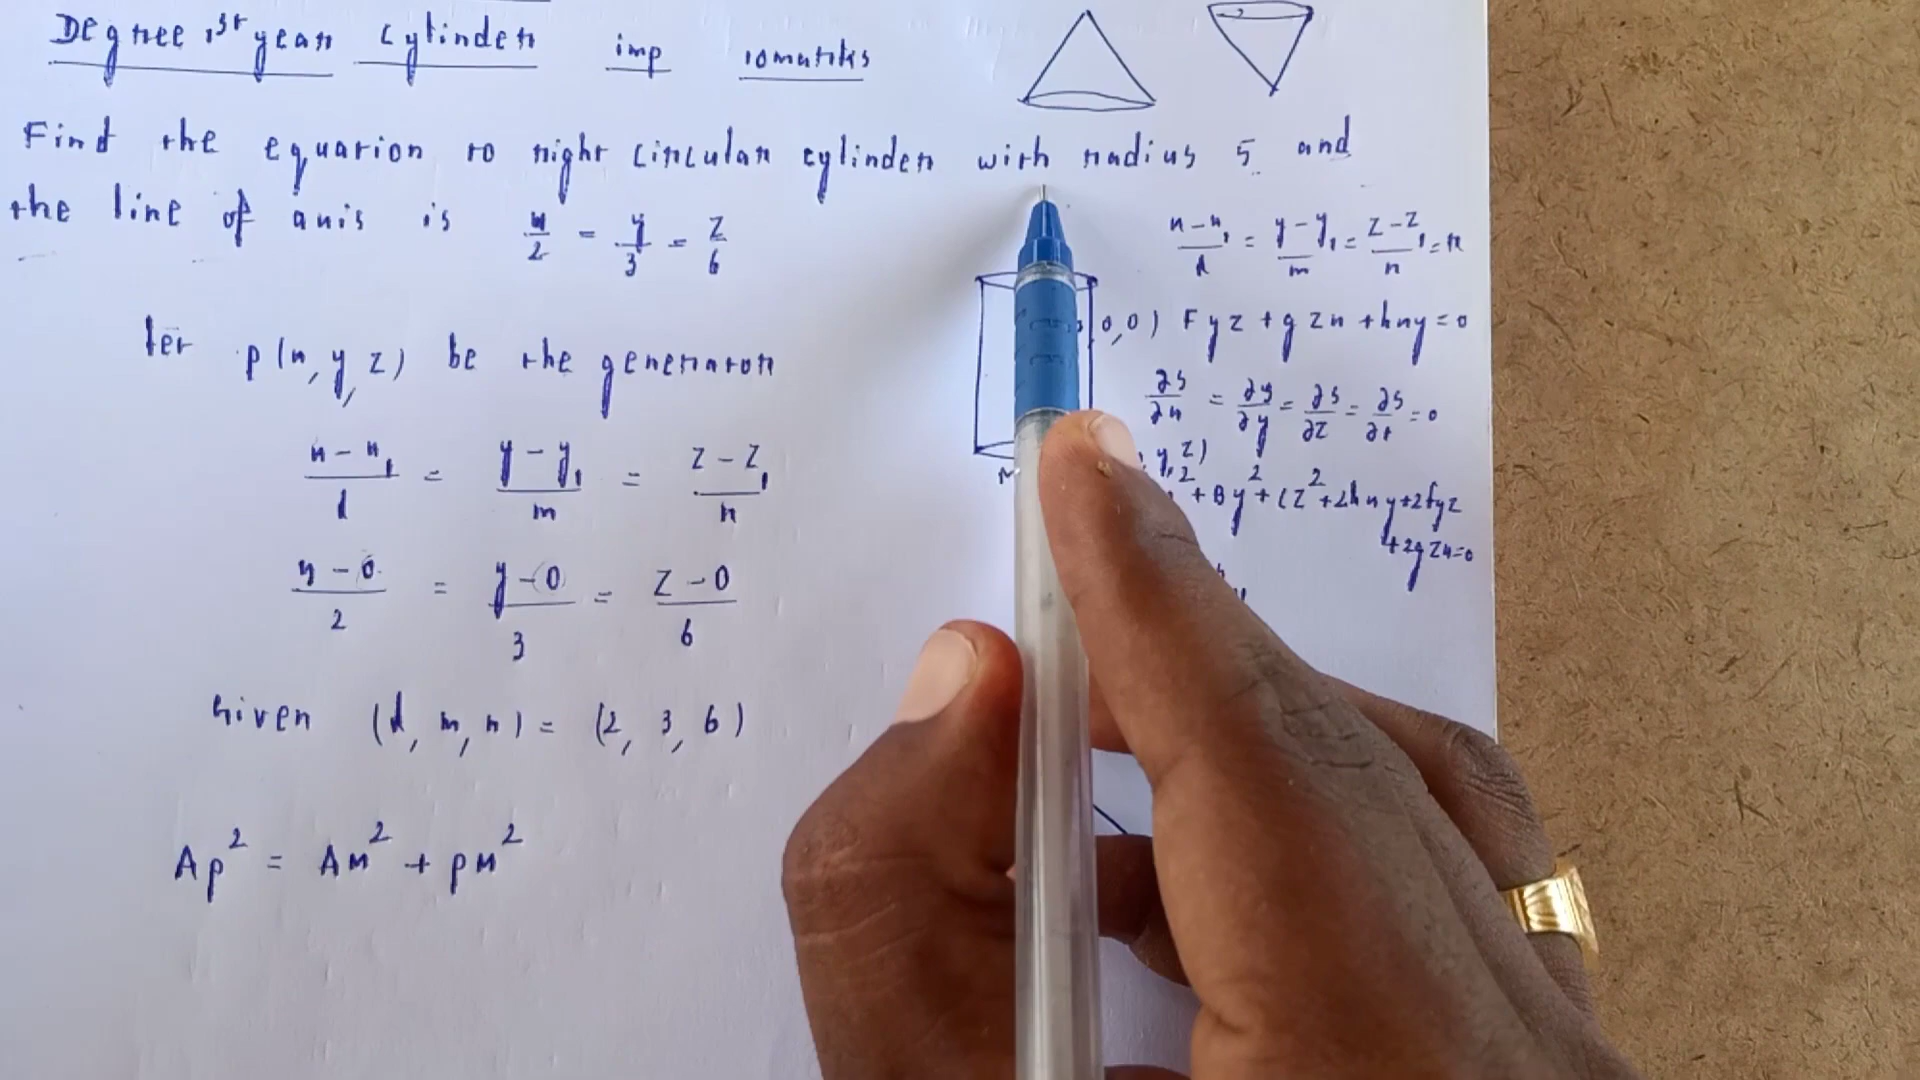 Degree 1st year Cylinder imp 10marks
Find the equation to right circular cylinder with radius 5 and
the line of axis is x/2 = y/3 = z/6
let p(x, y, z) be the generator
(x - x₁)/l = (y - y₁)/m = (z - z₁)/n
(x - 0)/2 = (y - 0)/3 = (z - 0)/6
Given (l, m, n) = (2, 3, 6)
Ap² = Am² + pm²
(x - x₁)/l = (y - y₁)/m = (z - z₁)/n = r
0,0) Fyz + gzx + hxy = 0
∂s/∂x = ∂s/∂y = ∂s/∂z = ∂s/∂t = 0
y, z)
² + By² + Cz² + 2hxy + 2fyz
+ 2gzx = 0